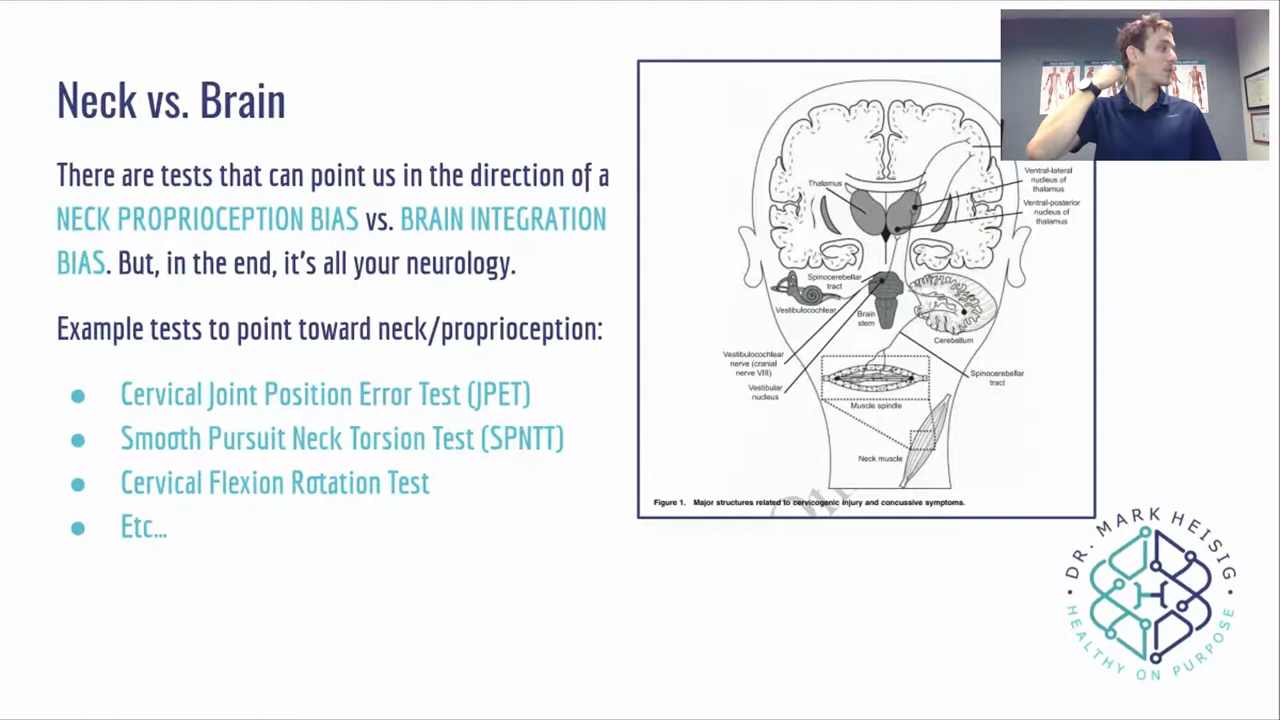 Neck vs. Brain
There are tests that can point us in the direction of a
NECK PROPRIOCEPTION BIAS vs. BRAIN INTEGRATION
BIAS. But, in the end, it's all your neurology.
Example tests to point toward neck/proprioception:
● Cervical Joint Position Error Test (JPET)
● Smooth Pursuit Neck Torsion Test (SPNTT)
● Cervical Flexion Rotation Test
● Etc...
Thalamus
Ventral-lateral
nucleus of
thalamus
Ventral-posterior
nucleus of
thalamus
Spinocerebellar
tract
Vestibulocochlear
Brain
stem
Cerebellum
Vestibulocochlear
nerve (cranial
nerve VIII)
Vestibular
nucleus
Spinocerebellar
tract
Muscle spindle
Neck muscle
Figure 1. Major structures related to cervicogenic injury and concussive symptoms.
DR. MARK HEISIG
HEALTHY ON PURPOSE